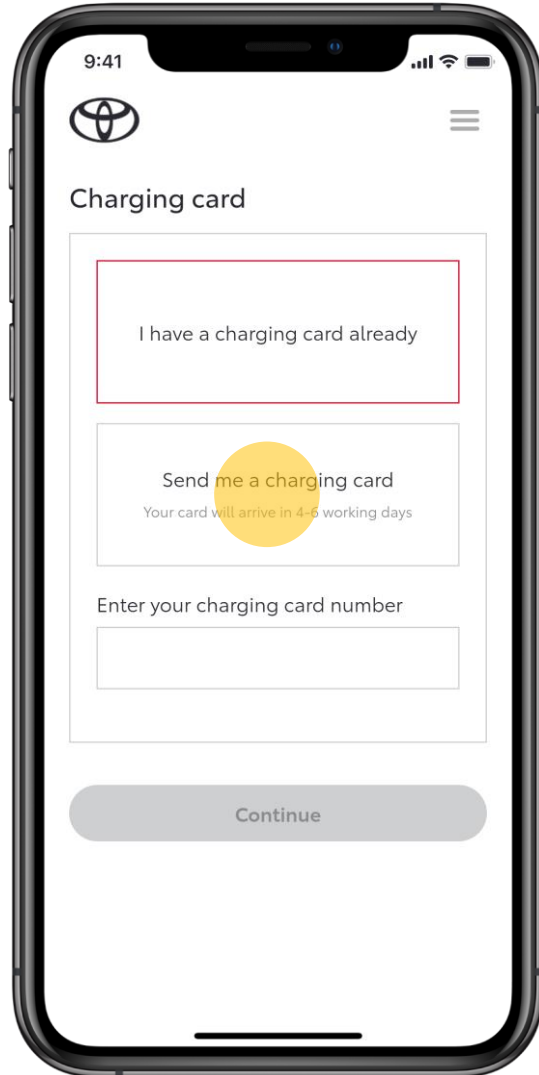 9:41
Charging card
I have a charging card already
Send me a charging card
Your card will arrive in 4-6 working days
Enter your charging card number
Continue